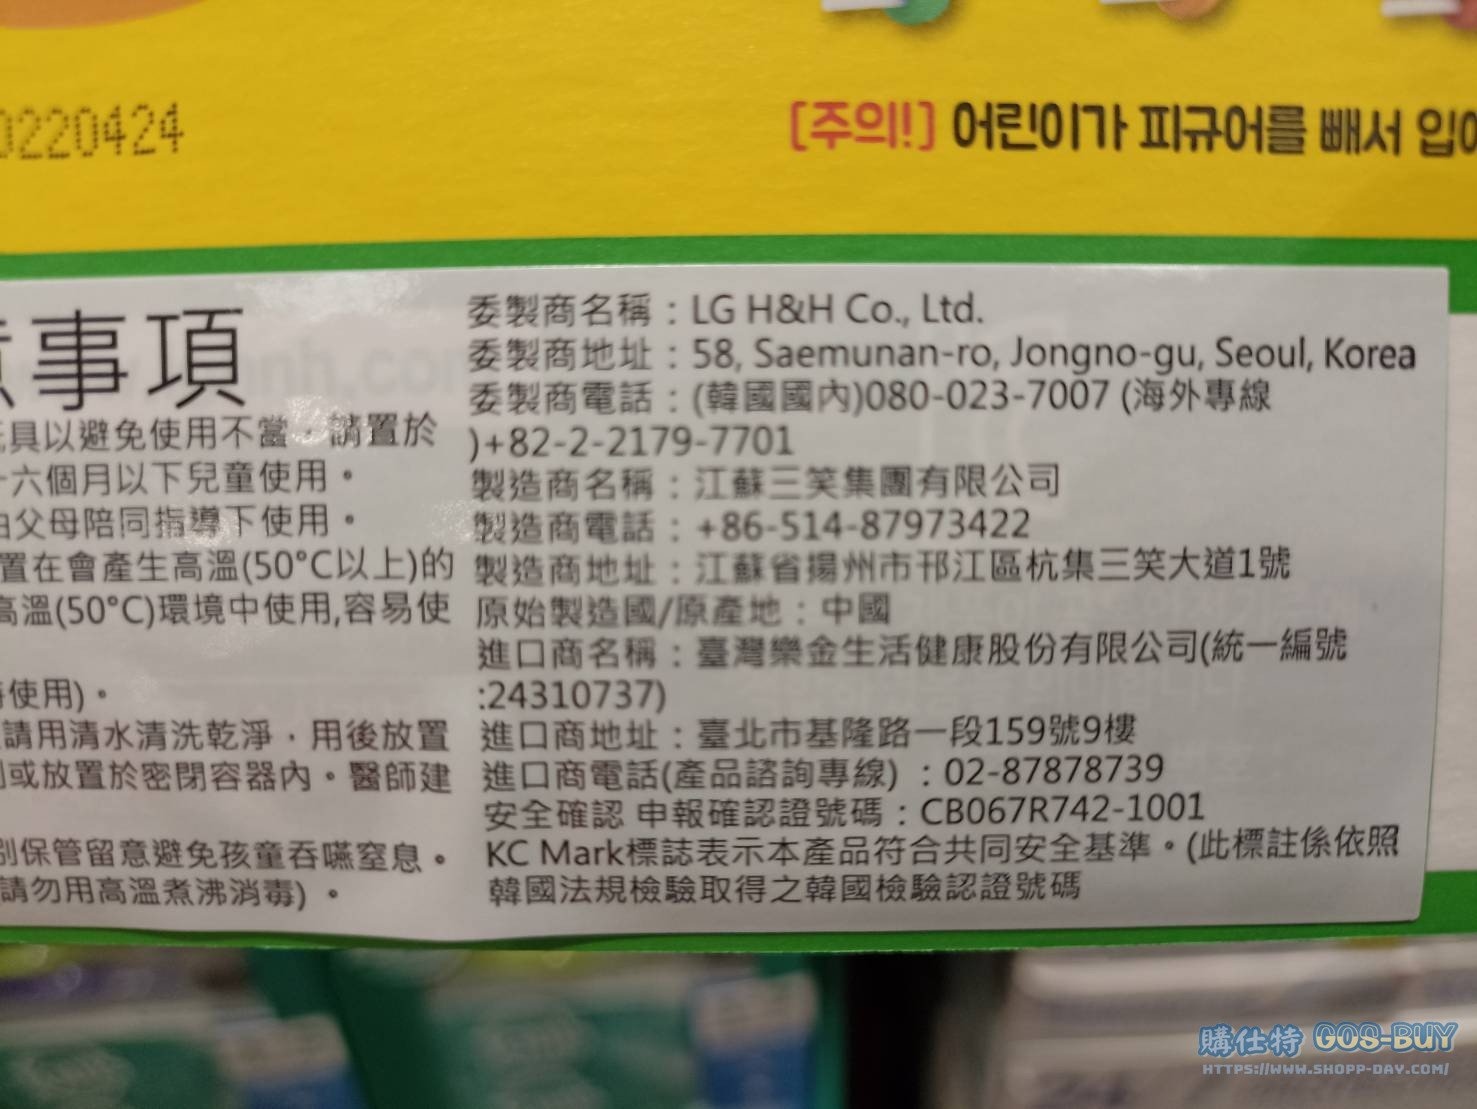 0220424
[주의!] 어린이가 피규어를 빼서 입에
事項
具以避免使用不當，請置於
十六個月以下兒童使用。
由父母陪同指導下使用。
置在會產生高溫(50°C以上)的
高溫(50°C)環境中使用,容易使
使用)。
請用清水清洗乾淨，用後放置
或放置於密閉容器內。醫師建
別保管留意避免孩童吞嚥窒息。
請勿用高溫煮沸消毒)。
委製商名稱：LG H&H Co., Ltd.
委製商地址：58, Saemunan-ro, Jongno-gu, Seoul, Korea
委製商電話：(韓國國內)080-023-7007 (海外專線
)+82-2-2179-7701
製造商名稱：江蘇三笑集團有限公司
製造商電話：+86-514-87973422
製造商地址：江蘇省揚州市邗江區杭集三笑大道1號
原始製造國/原產地：中國
進口商名稱：臺灣樂金生活健康股份有限公司(統一編號
:24310737)
進口商地址：臺北市基隆路一段159號9樓
進口商電話(產品諮詢專線) ：02-87878739
安全確認 申報確認證號碼：CB067R742-1001
KC Mark標誌表示本產品符合共同安全基準。(此標註係依照
韓國法規檢驗取得之韓國檢驗認證號碼
購仕特 GOS-BUY
HTTPS://WWW.SHOPP-DAY.COM/